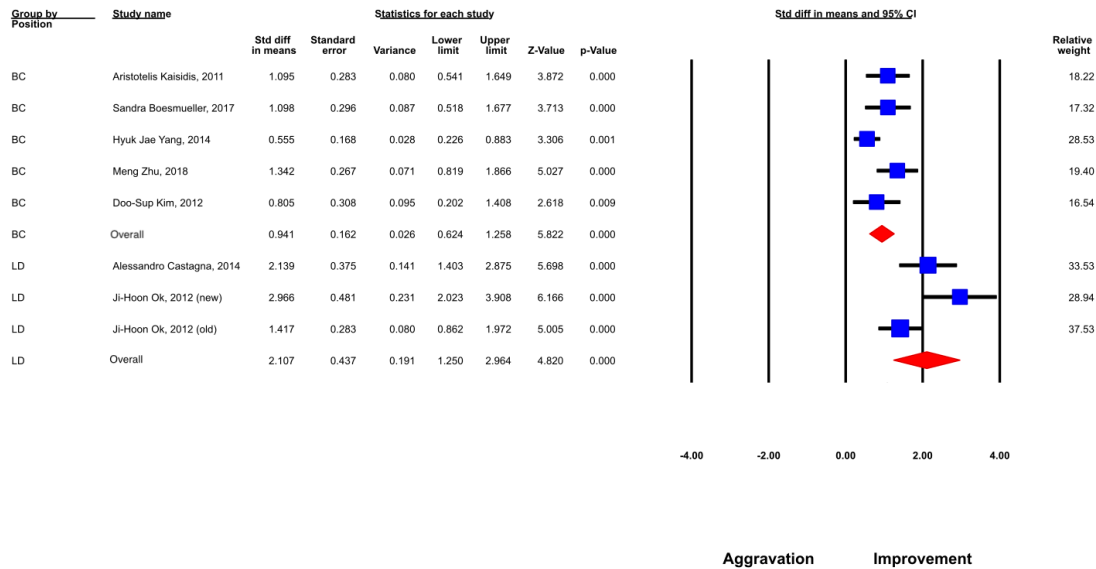 Group by Position Study name Statistics for each study Std diff in means and 95% CI
Std diff in means Standard error Variance Lower limit Upper limit Z-Value p-Value Relative weight
BC Aristotelis Kaisidis, 2011 1.095 0.283 0.080 0.541 1.649 3.872 0.000 18.22
BC Sandra Boesmueller, 2017 1.098 0.296 0.087 0.518 1.677 3.713 0.000 17.32
BC Hyuk Jae Yang, 2014 0.555 0.168 0.028 0.226 0.883 3.306 0.001 28.53
BC Meng Zhu, 2018 1.342 0.267 0.071 0.819 1.866 5.027 0.000 19.40
BC Doo-Sup Kim, 2012 0.805 0.308 0.095 0.202 1.408 2.618 0.009 16.54
BC Overall 0.941 0.162 0.026 0.624 1.258 5.822 0.000
LD Alessandro Castagna, 2014 2.139 0.375 0.141 1.403 2.875 5.698 0.000 33.53
LD Ji-Hoon Ok, 2012 (new) 2.966 0.481 0.231 2.023 3.908 6.166 0.000 28.94
LD Ji-Hoon Ok, 2012 (old) 1.417 0.283 0.080 0.862 1.972 5.005 0.000 37.53
LD Overall 2.107 0.437 0.191 1.250 2.964 4.820 0.000
-4.00 -2.00 0.00 2.00 4.00
Aggravation Improvement